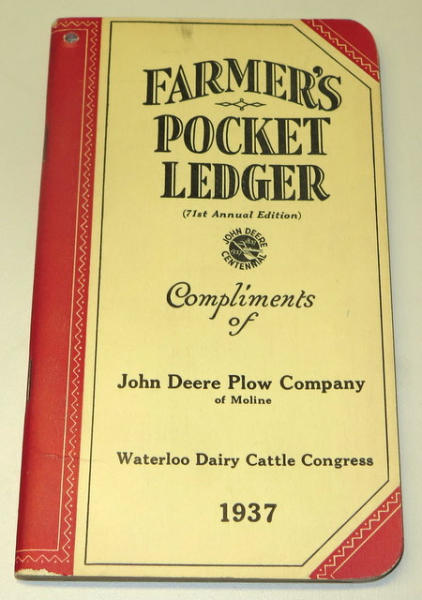 FARMER'S
POCKET
LEDGER
(71st Annual Edition)
JOHN DEERE
CENTENNIAL
Compliments
of
John Deere Plow Company
of Moline
Waterloo Dairy Cattle Congress
1937